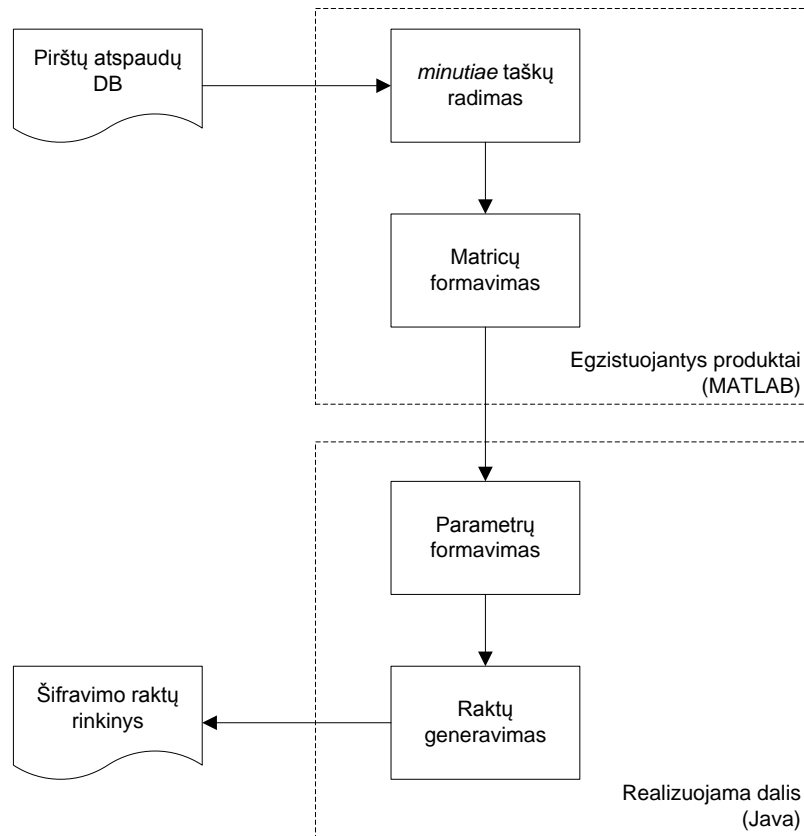 Pirštų atspaudų
DB
minutiae taškų
radimas
Matricų
formavimas
Egzistuojantys produktai
(MATLAB)
Parametrų
formavimas
Šifravimo raktų
rinkinys
Raktų
generavimas
Realizuojama dalis
(Java)